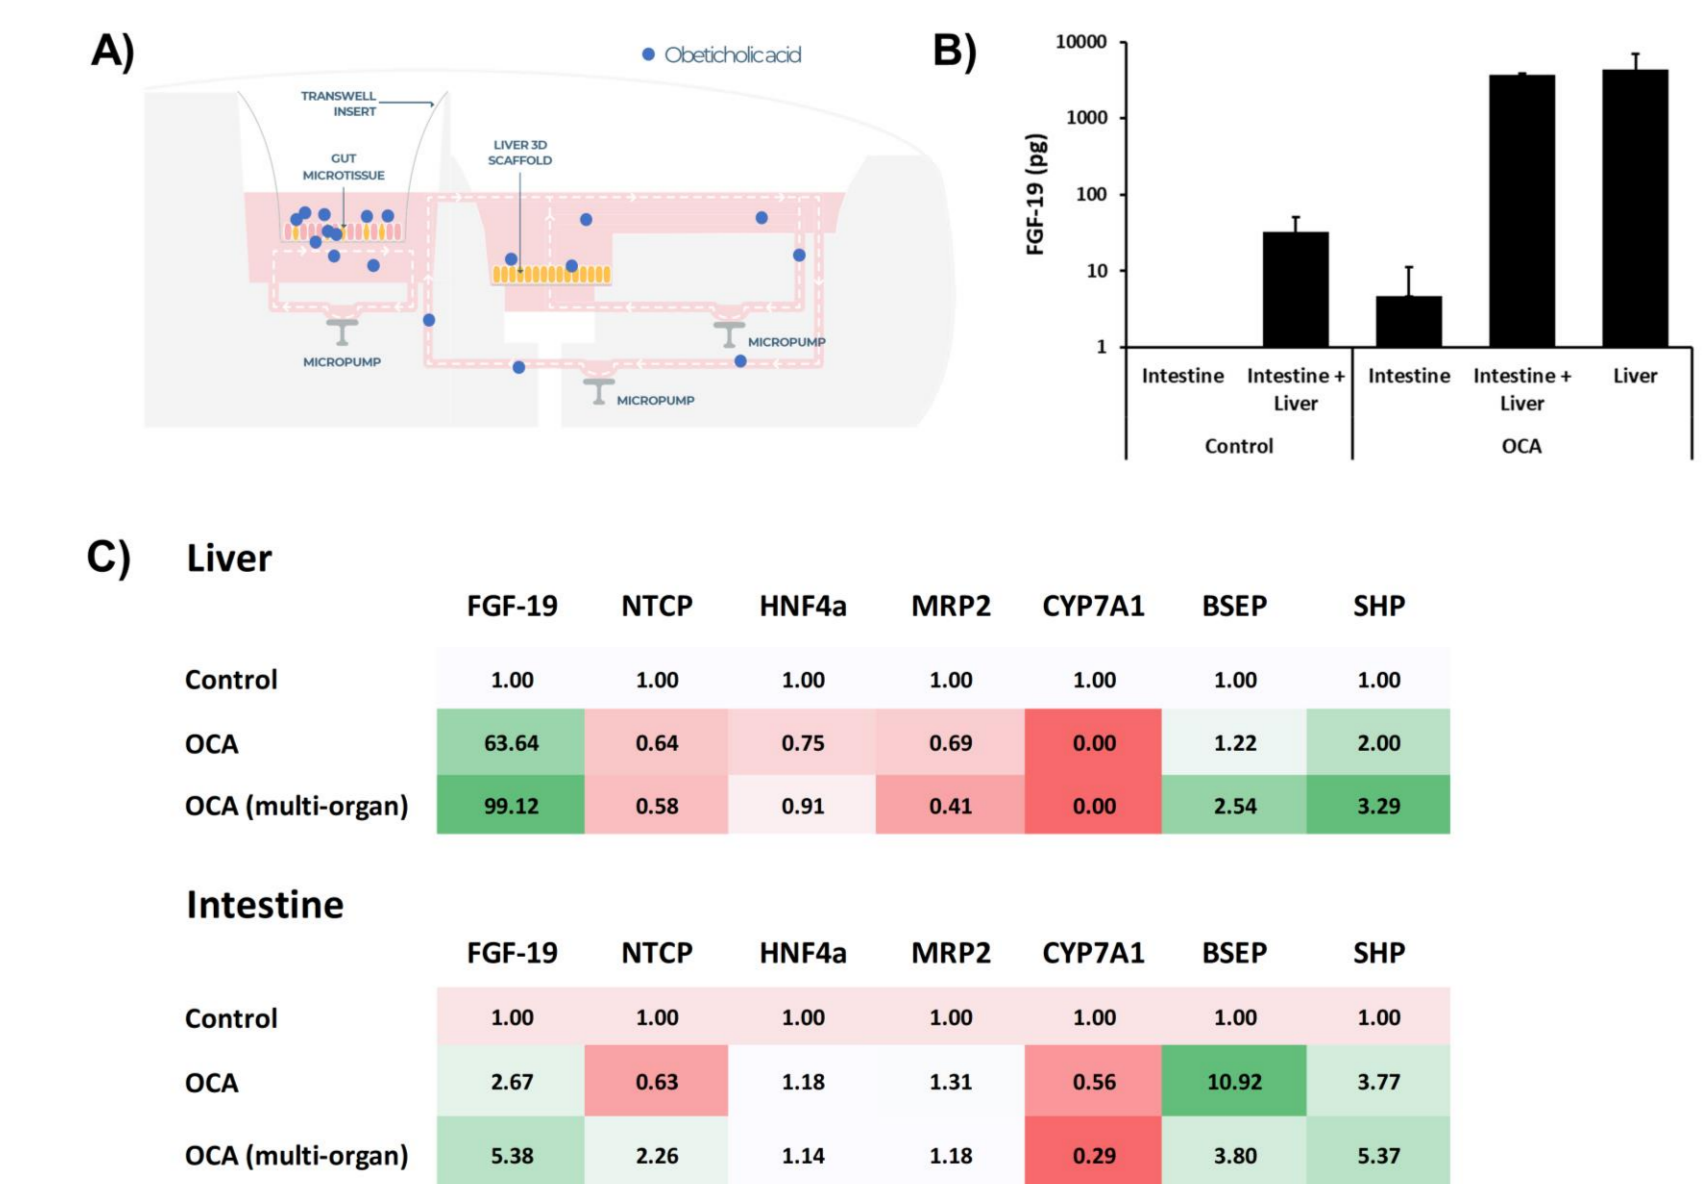 A)
Obeticholic acid
TRANSWELL
INSERT
GUT
MICROTISSUE
LIVER 3D
SCAFFOLD
MICROPUMP
MICROPUMP
MICROPUMP
B)
FGF-19 (pg)
10000
1000
100
10
1
Intestine
Intestine +
Liver
Intestine
Intestine +
Liver
Liver
Control
OCA
C)
Liver
FGF-19 NTCP HNF4a MRP2 CYP7A1 BSEP SHP
Control 1.00 1.00 1.00 1.00 1.00 1.00 1.00
OCA 63.64 0.64 0.75 0.69 0.00 1.22 2.00
OCA (multi-organ) 99.12 0.58 0.91 0.41 0.00 2.54 3.29
Intestine
FGF-19 NTCP HNF4a MRP2 CYP7A1 BSEP SHP
Control 1.00 1.00 1.00 1.00 1.00 1.00 1.00
OCA 2.67 0.63 1.18 1.31 0.56 10.92 3.77
OCA (multi-organ) 5.38 2.26 1.14 1.18 0.29 3.80 5.37